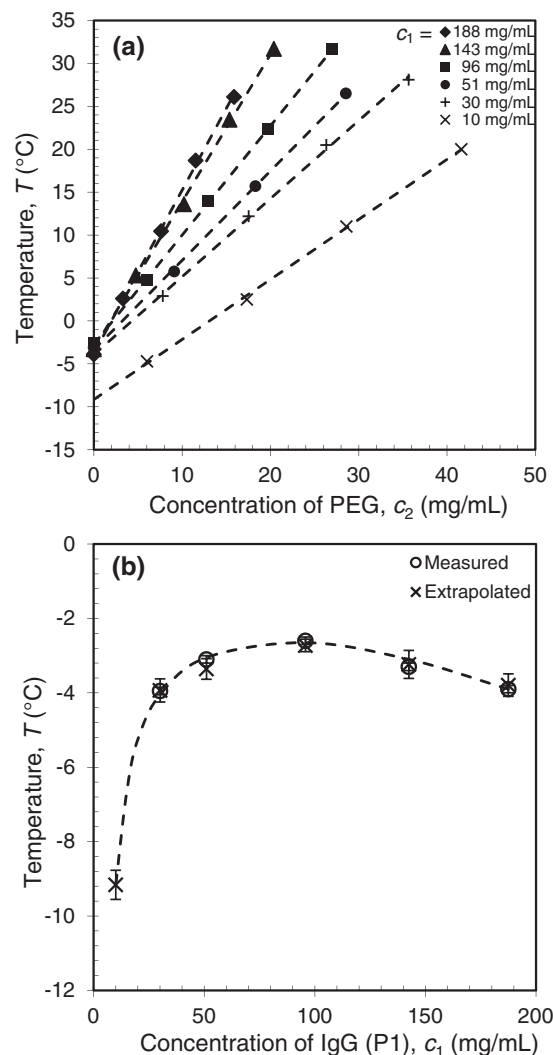 (a)
c₁ = ◆ 188 mg/mL
▲ 143 mg/mL
■ 96 mg/mL
● 51 mg/mL
+ 30 mg/mL
× 10 mg/mL
35
30
25
20
15
10
5
0
-5
-10
-15
Temperature, T (°C)
0 10 20 30 40 50
Concentration of PEG, c₂ (mg/mL)
(b)
Measured
Extrapolated
0
-2
-4
-6
-8
-10
-12
Temperature, T (°C)
0 50 100 150 200
Concentration of IgG (P1), c₁ (mg/mL)